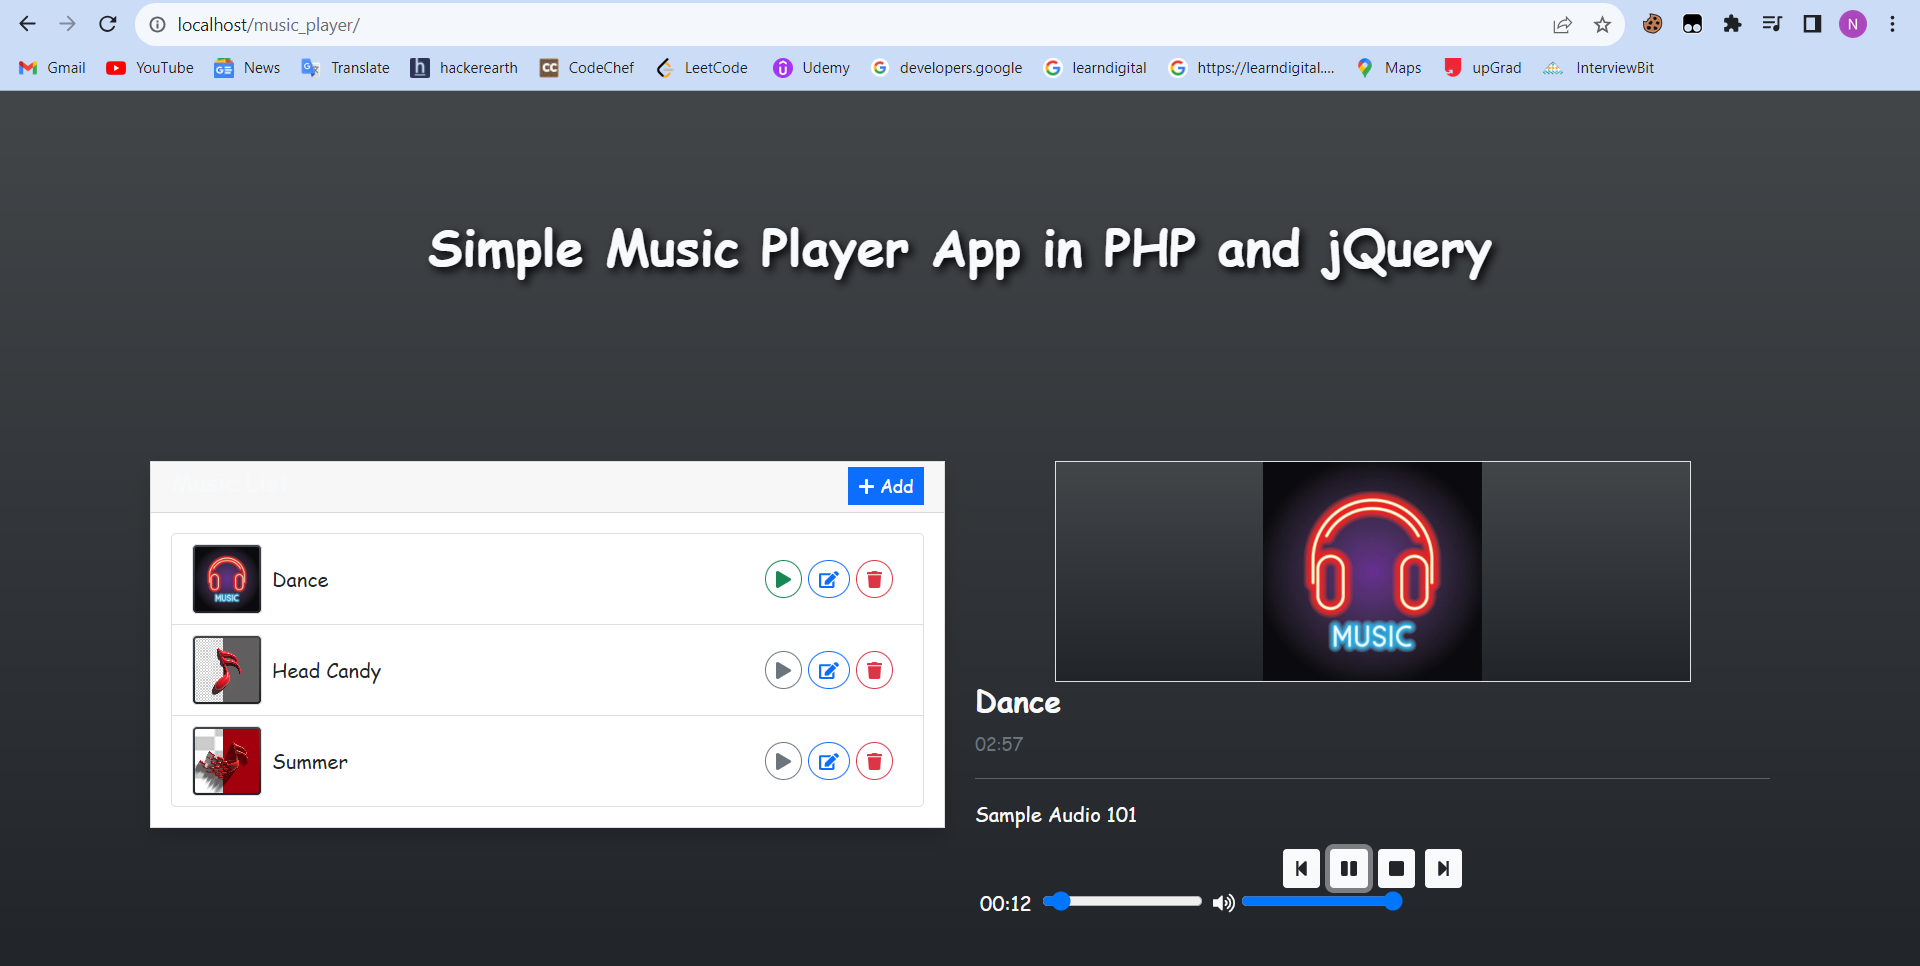 localhost/music_player/
N
Gmail YouTube News Translate hackerearth CodeChef LeetCode Udemy developers.google learndigital https://learndigital.... Maps upGrad InterviewBit
Simple Music Player App in PHP and jQuery
Music List
Add
MUSIC
Dance
Head Candy
Summer
MUSIC
Dance
02:57
Sample Audio 101
00:12